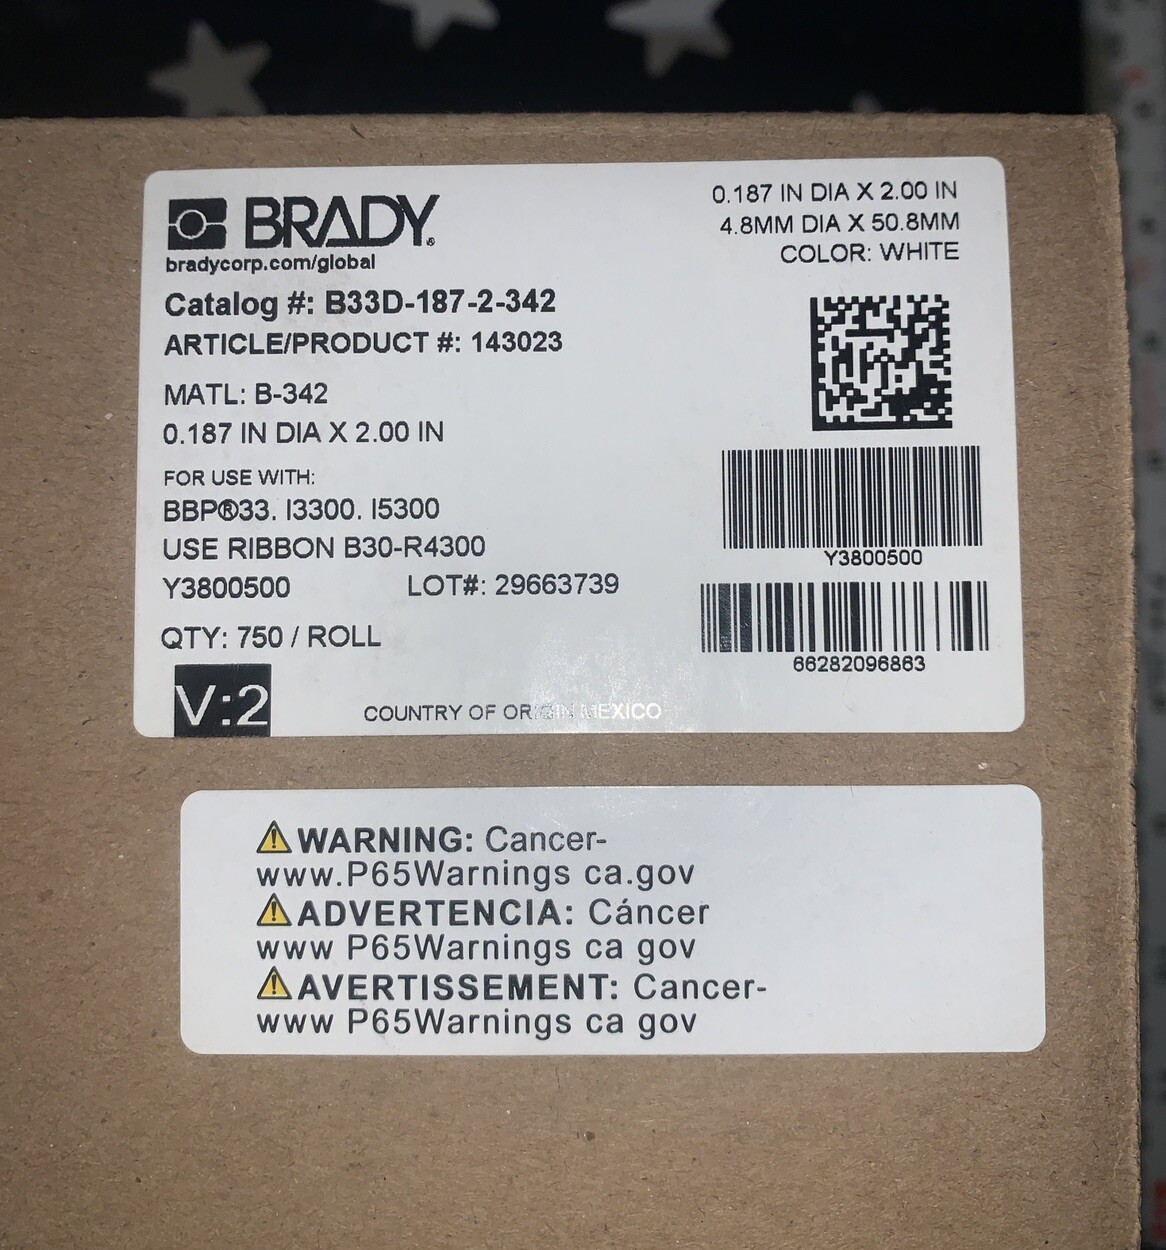 BRADY®
bradycorp.com/global
Catalog #: B33D-187-2-342
ARTICLE/PRODUCT #: 143023
MATL: B-342
0.187 IN DIA X 2.00 IN
FOR USE WITH:
BBP®33. I3300. I5300
USE RIBBON B30-R4300
Y3800500 LOT#: 29663739
QTY: 750 / ROLL
V:2
COUNTRY OF ORIGIN MEXICO
0.187 IN DIA X 2.00 IN
4.8MM DIA X 50.8MM
COLOR: WHITE
Y3800500
66282096863
WARNING: Cancer-
www.P65Warnings ca.gov
ADVERTENCIA: Cáncer
www P65Warnings ca gov
AVERTISSEMENT: Cancer-
www P65Warnings ca gov